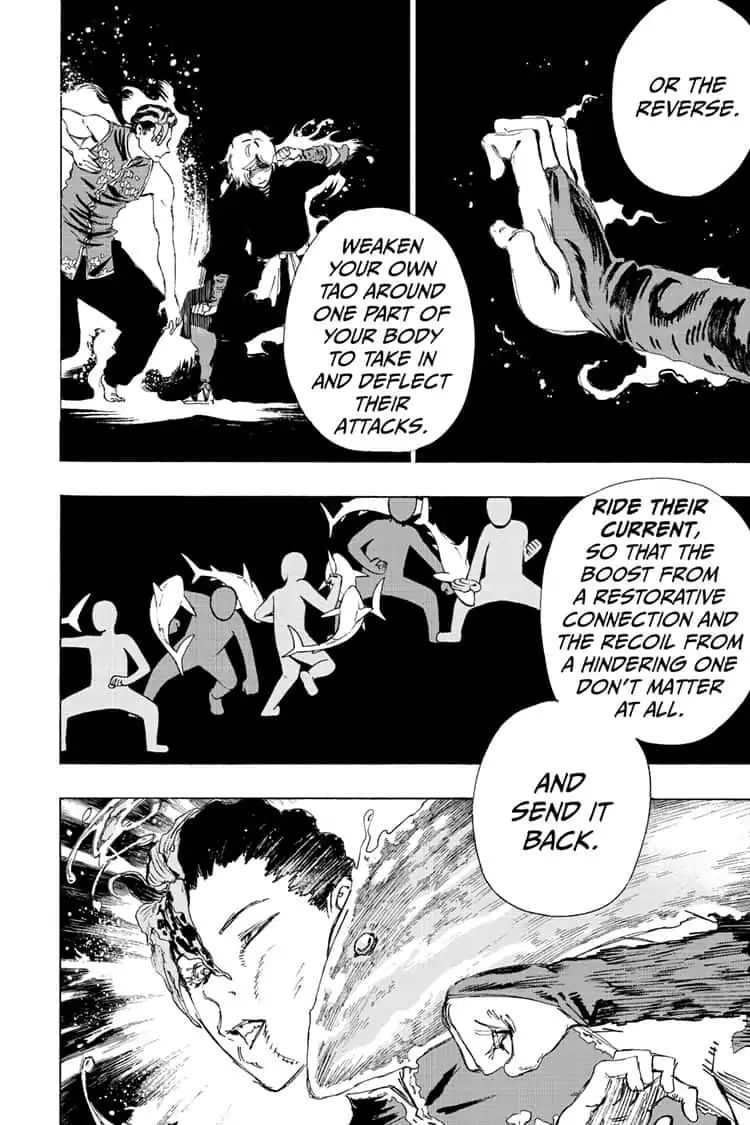 OR THE
REVERSE.
WEAKEN
YOUR OWN
TAO AROUND
ONE PART OF
YOUR BODY
TO TAKE IN
AND DEFLECT
THEIR
ATTACKS.
RIDE THEIR
CURRENT,
SO THAT THE
BOOST FROM
A RESTORATIVE
CONNECTION AND
THE RECOIL FROM
A HINDERING ONE
DON'T MATTER
AT ALL.
AND
SEND IT
BACK.